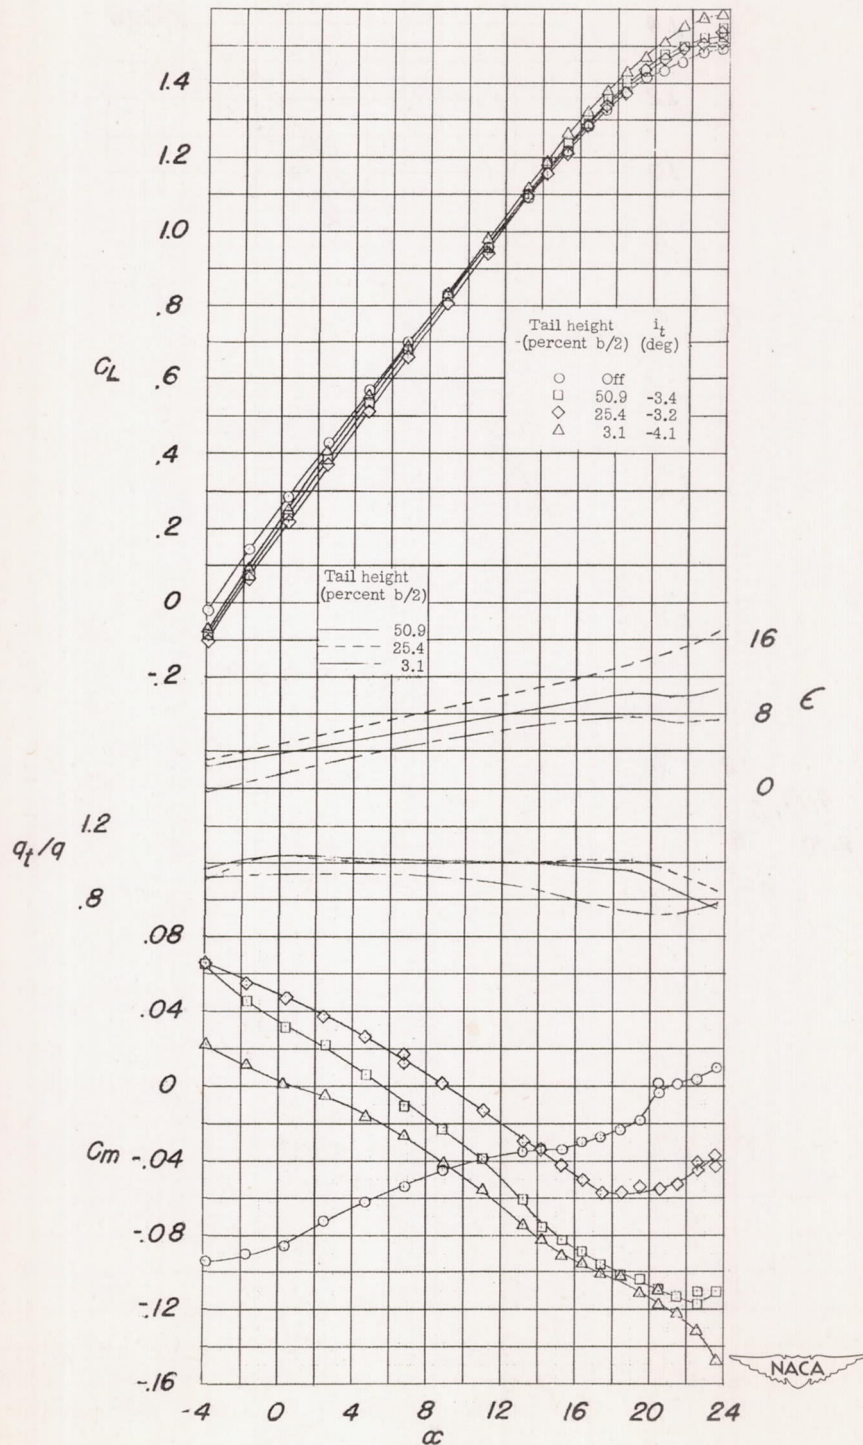 1.4
1.2
1.0
.8
C_L
.6
.4
.2
0
-.2
Tail height i_t
-(percent b/2) (deg)
○ Off
□ 50.9 -3.4
◇ 25.4 -3.2
△ 3.1 -4.1
Tail height
(percent b/2)
50.9
25.4
3.1
16
8 ϵ
0
1.2
q_t/q
.8
.08
.04
0
C_m -.04
-.08
-.12
-.16
NACA
-4 0 4 8 12 16 20 24
α